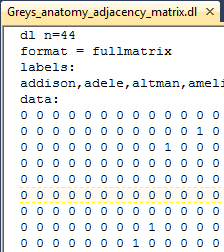 Greys_anatomy_adjacency_matrix.dl ×
dl n=44
format = fullmatrix
labels:
addison,adele,altman,ameli
data:
0 0 0 0 0 0 0 0 0 0 0 0 0
0 0 0 0 0 0 0 0 0 0 0 1 0
0 0 0 0 0 0 0 0 0 1 0 0 0
0 0 0 0 0 0 0 0 0 0 0 0 0
0 0 0 0 0 0 0 0 0 0 0 0 0
0 0 0 0 0 0 0 0 0 0 0 0 0
0 0 0 0 0 0 0 0 0 0 0 0 0
0 0 0 0 0 0 0 0 1 0 0 0 0
0 0 0 0 0 0 0 1 0 0 0 0 0